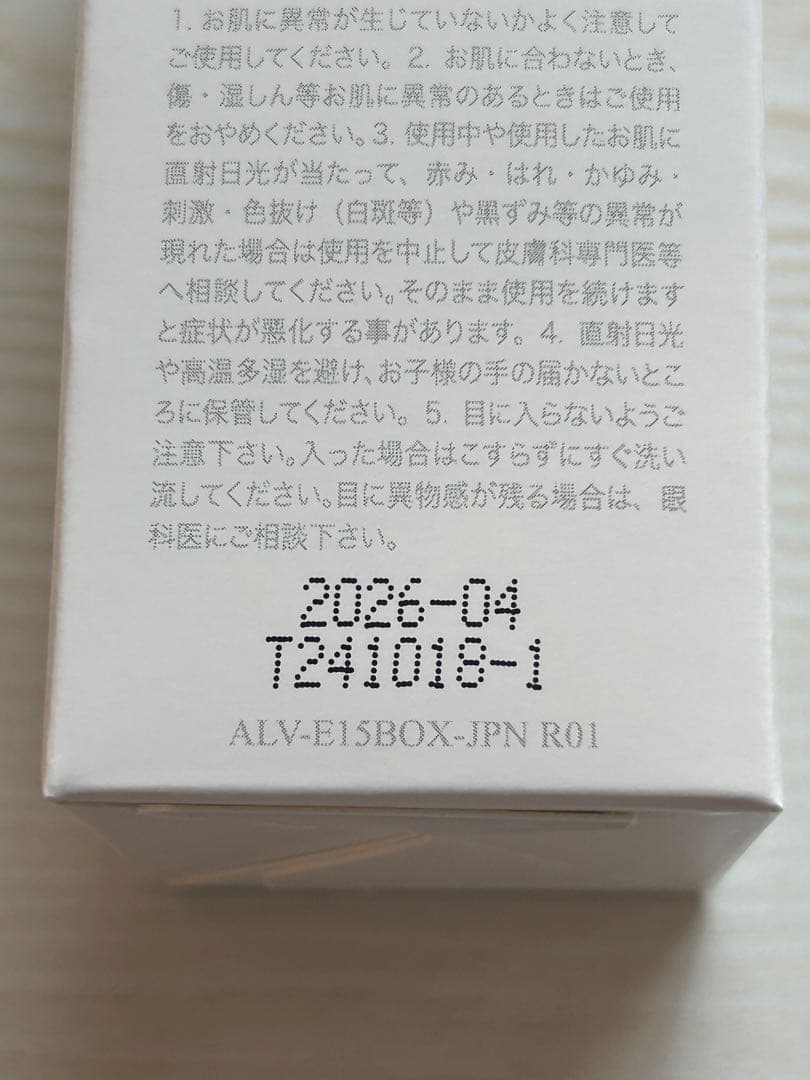 1. お肌に異常が生じていないかよく注意して
ご使用してください。2. お肌に合わないとき、
傷・湿しん等お肌に異常のあるときはご使用
をおやめください。3. 使用中や使用したお肌に
直射日光が当たって、赤み・はれ・かゆみ・
刺激・色抜け（白斑等）や黒ずみ等の異常が
現れた場合は使用を中止して皮膚科専門医等
へ相談してください。そのまま使用を続けます
と症状が悪化する事があります。4. 直射日光
や高温多湿を避け、お子様の手の届かないとこ
ろに保管してください。5. 目に入らないようご
注意下さい。入った場合はこすらずにすぐ洗い
流してください。目に異物感が残る場合は、眼
科医にご相談下さい。
2026-04
T241018-1
ALV-E15BOX-JPN R01